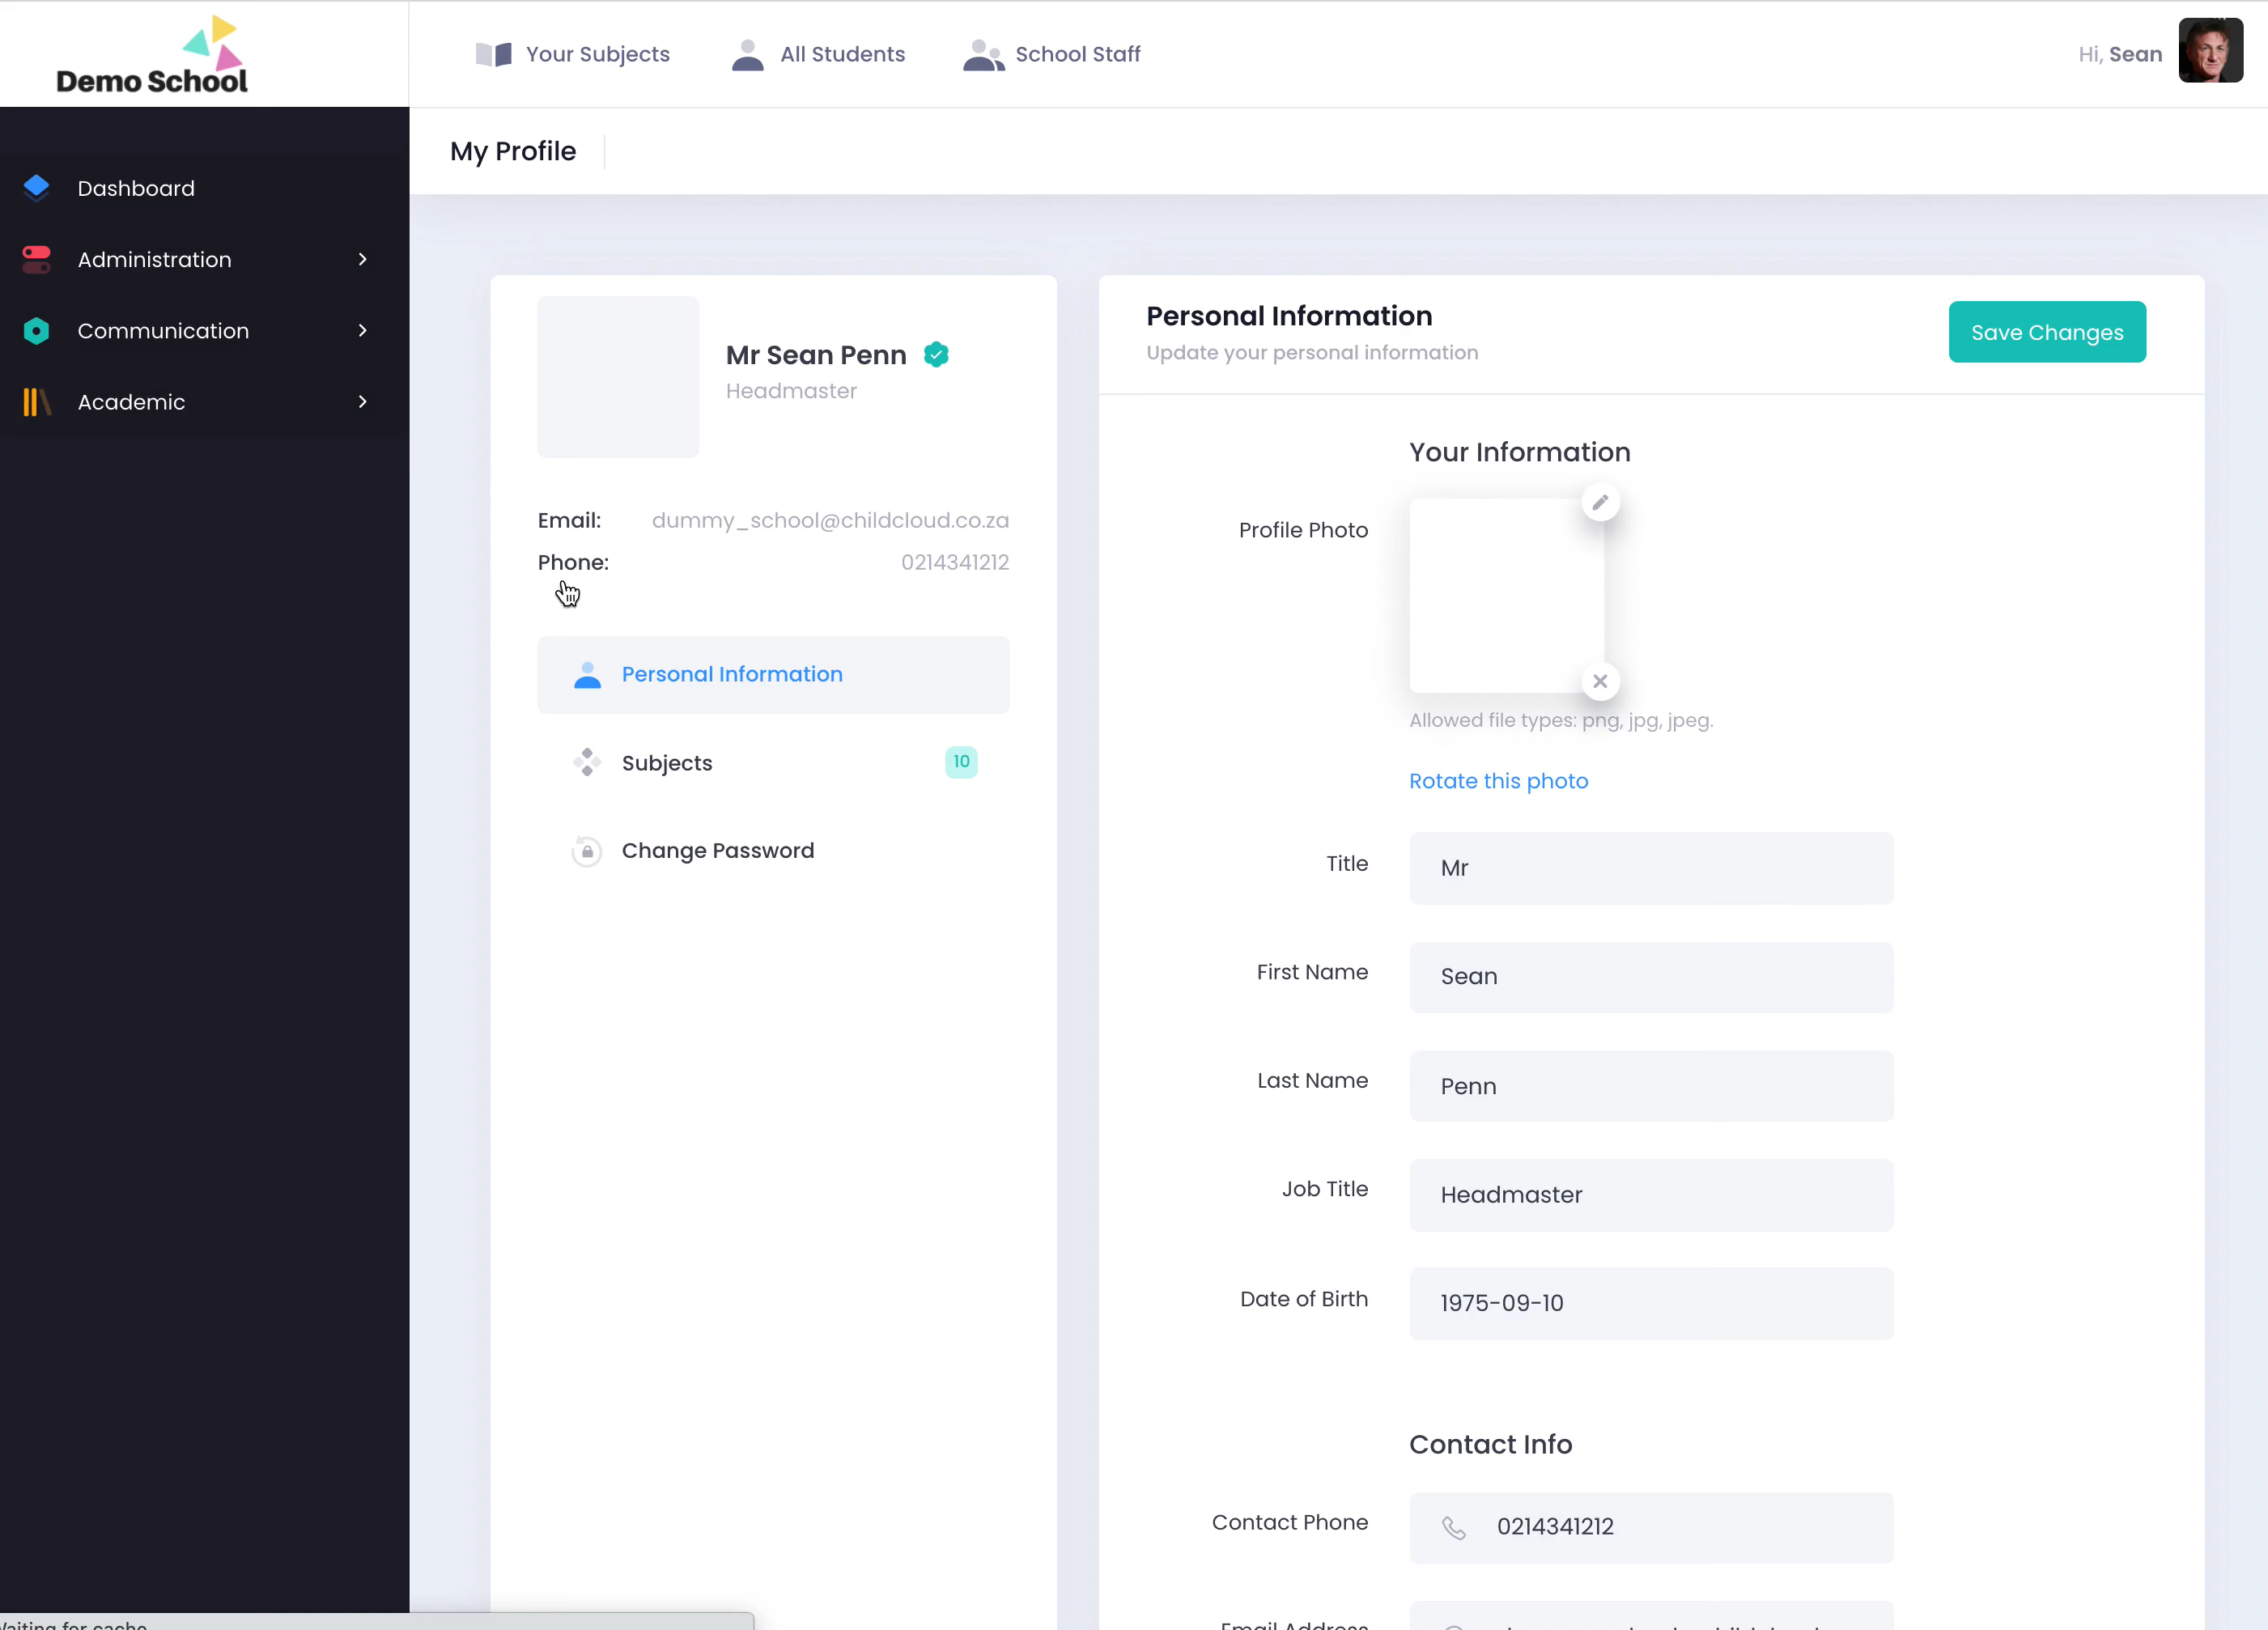 Demo School
Your Subjects
All Students
School Staff
Hi, Sean
My Profile
Dashboard
Administration
Communication
Academic
Mr Sean Penn
Headmaster
Email: dummy_school@childcloud.co.za
Phone: 0214341212
Personal Information
Subjects 10
Change Password
Personal Information
Update your personal information
Save Changes
Your Information
Profile Photo
Allowed file types: png, jpg, jpeg.
Rotate this photo
Title Mr
First Name Sean
Last Name Penn
Job Title Headmaster
Date of Birth 1975-09-10
Contact Info
Contact Phone 0214341212
Email Address
Waiting for cache